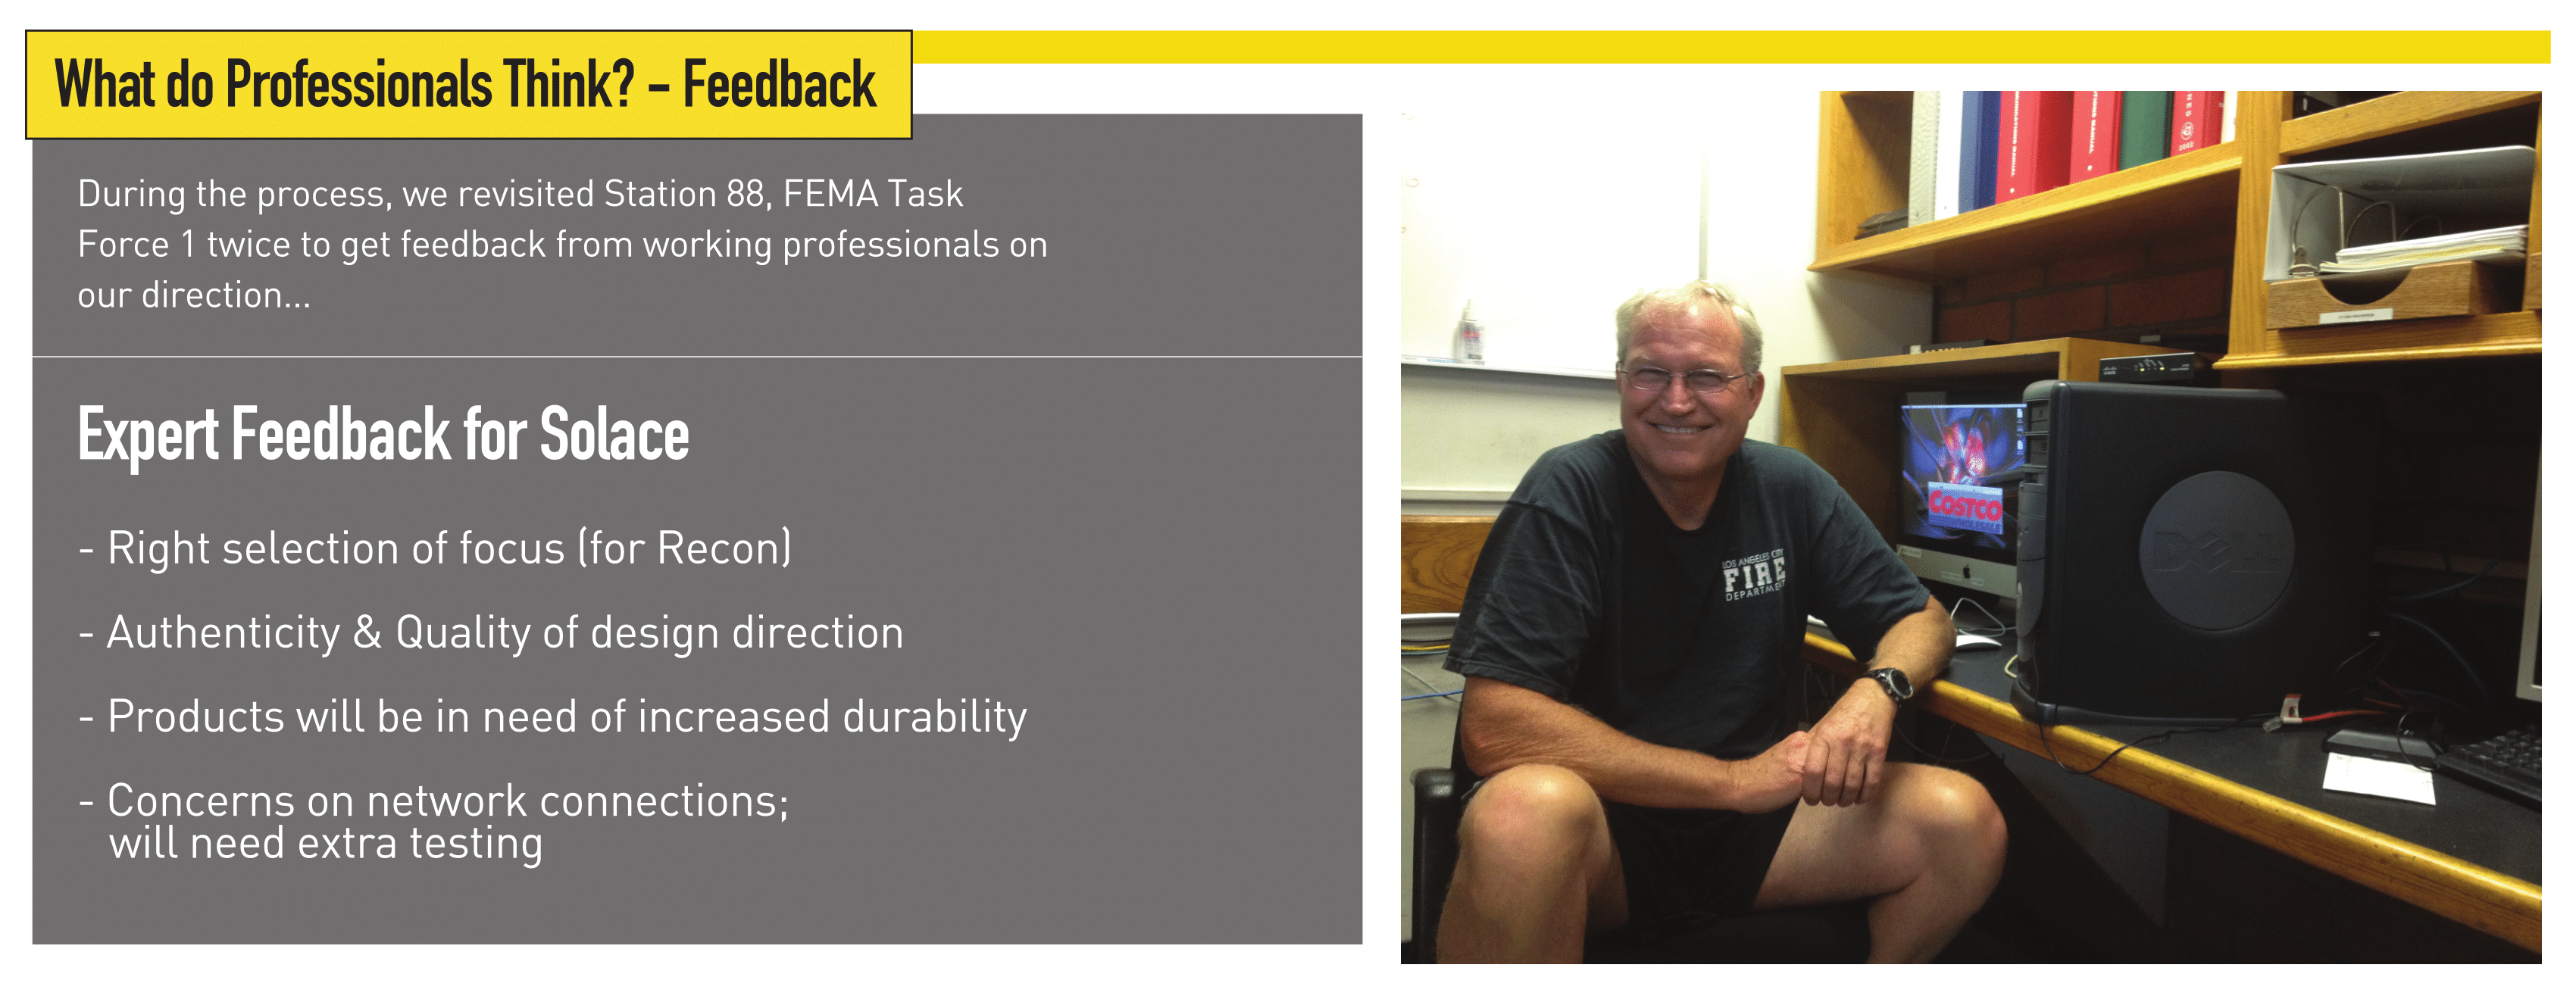 What do Professionals Think? - Feedback
During the process, we revisited Station 88, FEMA Task
Force 1 twice to get feedback from working professionals on
our direction...
Expert Feedback for Solace
- Right selection of focus (for Recon)
- Authenticity & Quality of design direction
- Products will be in need of increased durability
- Concerns on network connections;
will need extra testing
2002
COSTCO
WHOLESALE
DELL
LOS ANGELES CITY
FIRE
DEPARTMENT